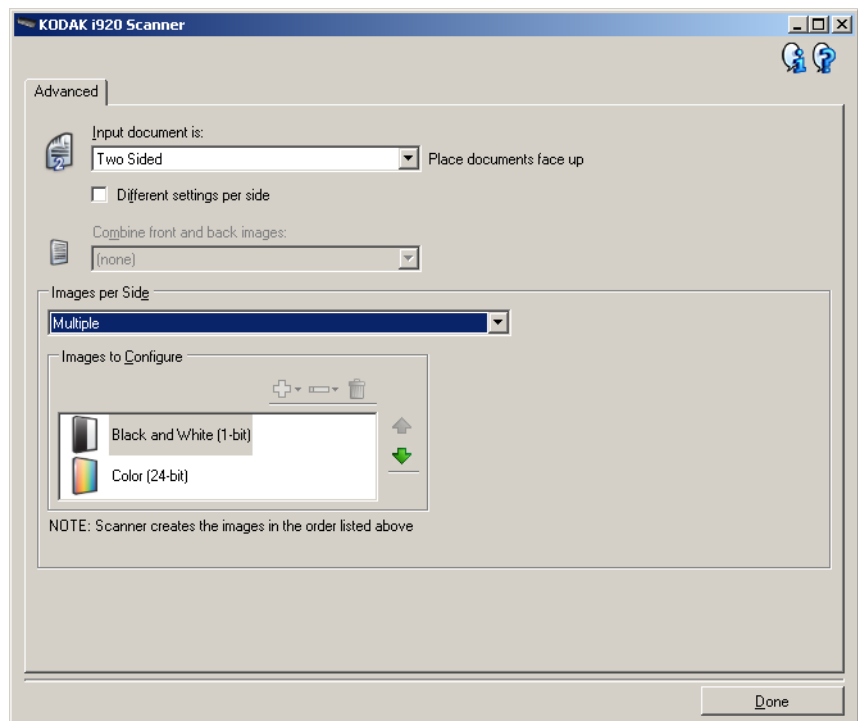 KODAK i920 Scanner
Advanced
Input document is:
Two Sided
Place documents face up
Different settings per side
Combine front and back images:
(none)
Images per Side
Multiple
Images to Configure
Black and White (1-bit)
Color (24-bit)
NOTE: Scanner creates the images in the order listed above
Done